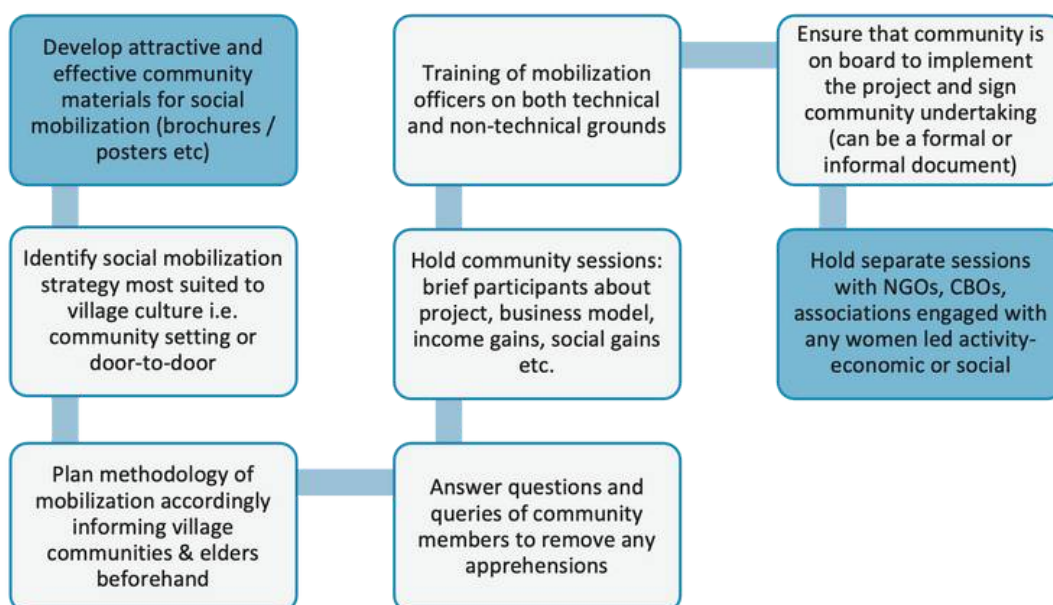 Develop attractive and
effective community
materials for social
mobilization (brochures /
posters etc)
Identify social mobilization
strategy most suited to
village culture i.e.
community setting or
door-to-door
Plan methodology of
mobilization accordingly
informing village
communities & elders
beforehand
Answer questions and
queries of community
members to remove any
apprehensions
Hold community sessions:
brief participants about
project, business model,
income gains, social gains
etc.
Training of mobilization
officers on both technical
and non-technical grounds
Ensure that community is
on board to implement
the project and sign
community undertaking
(can be a formal or
informal document)
Hold separate sessions
with NGOs, CBOs,
associations engaged with
any women led activity-
economic or social